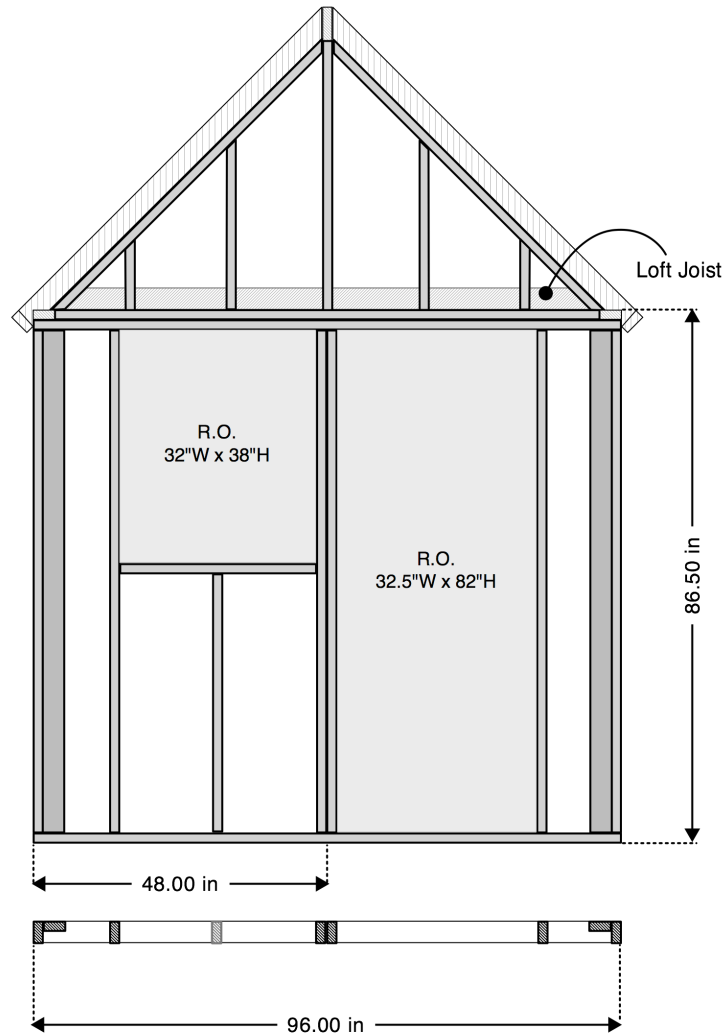 Loft Joist
R.O.
32"W x 38"H
R.O.
32.5"W x 82"H
86.50 in
48.00 in
96.00 in